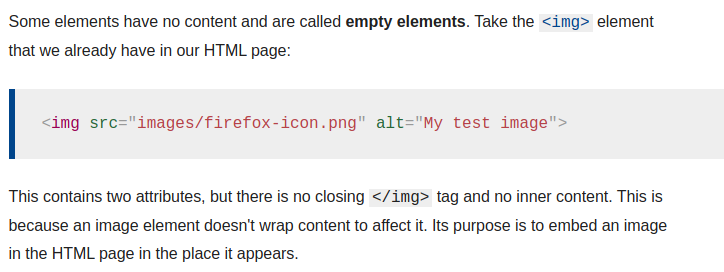 Some elements have no content and are called empty elements. Take the <img> element
that we already have in our HTML page:
<img src="images/firefox-icon.png" alt="My test image">
This contains two attributes, but there is no closing </img> tag and no inner content. This is
because an image element doesn't wrap content to affect it. Its purpose is to embed an image
in the HTML page in the place it appears.